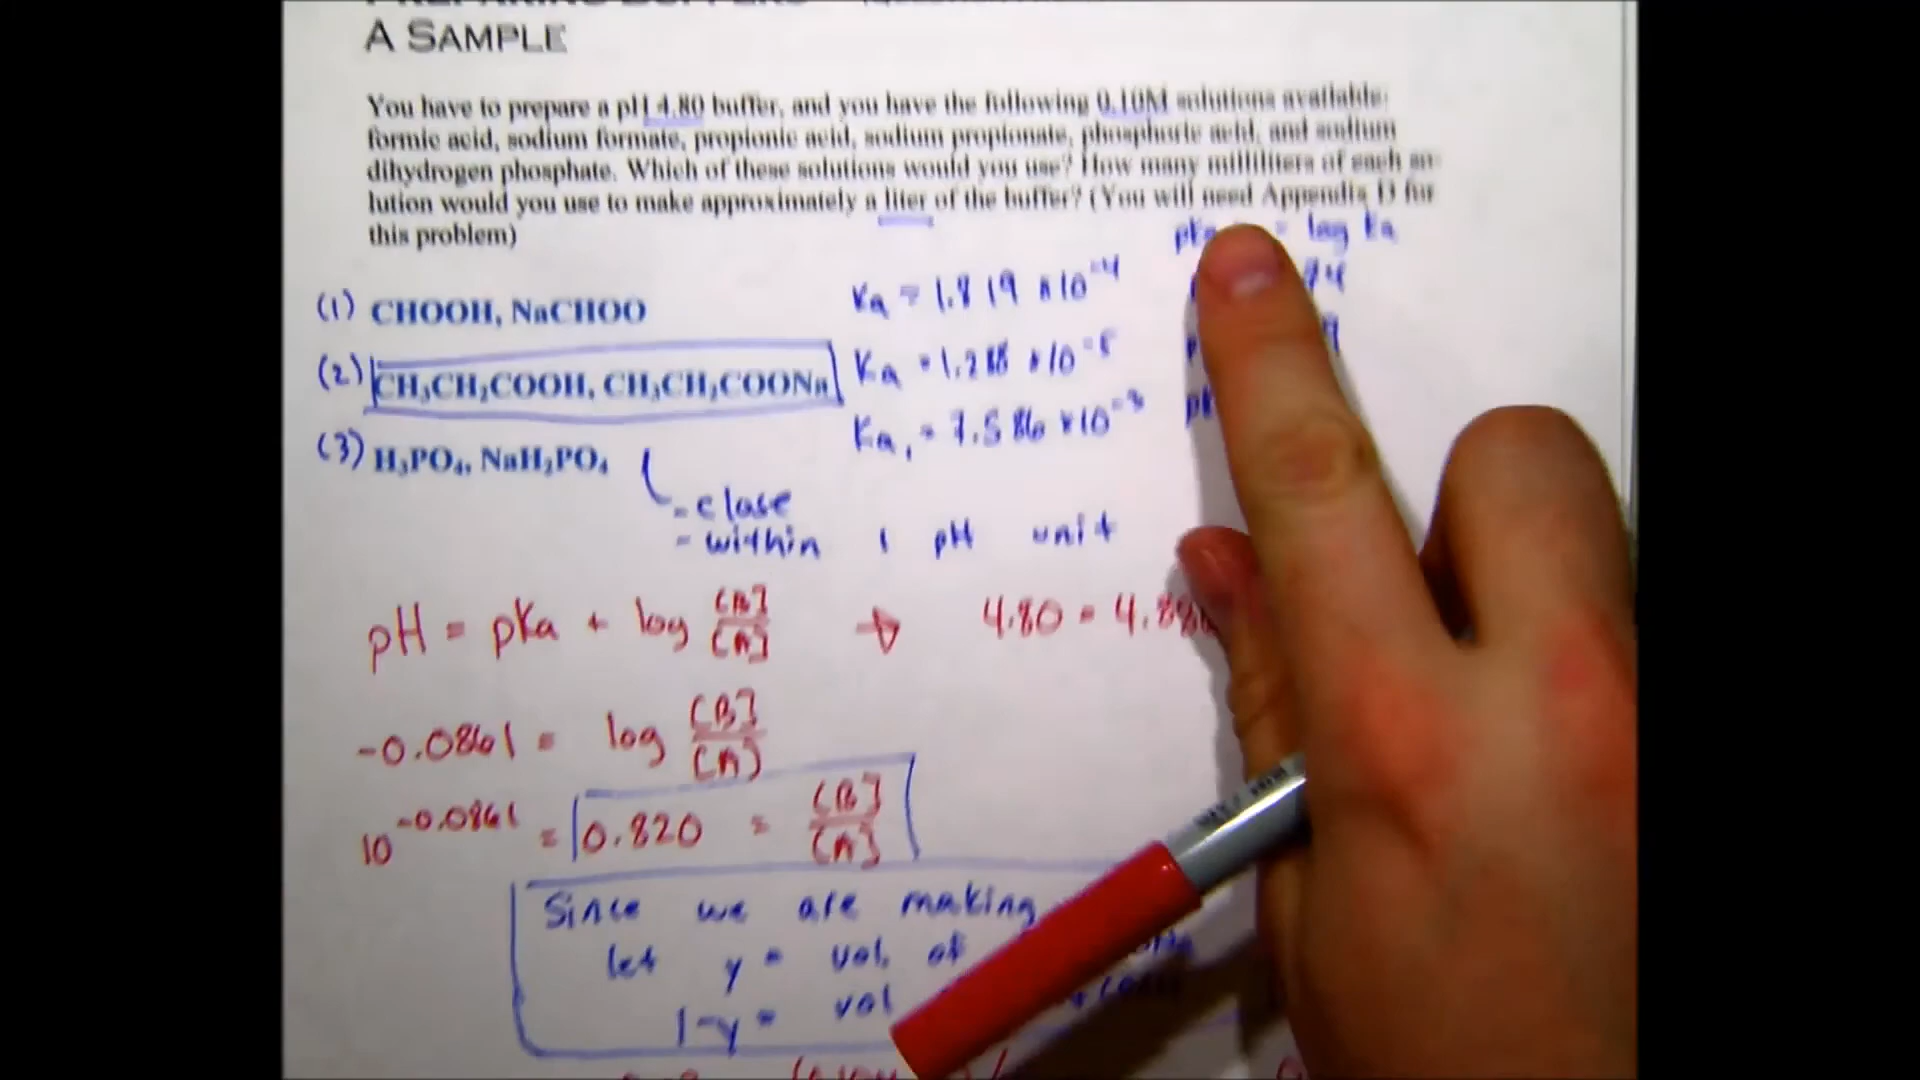 A SAMPLE
You have to prepare a pH 4.80 buffer, and you have the following 0.10M solutions available:
formic acid, sodium formate, propionic acid, sodium propionate, phosphoric acid, and sodium
dihydrogen phosphate. Which of these solutions would you use? How many milliliters of each so-
lution would you use to make approximately a liter of the buffer? (You will need Appendix D for
this problem)
= log Ka
(1) CHOOH, NaCHOO Ka = 1.819 x 10⁻⁴ 74
(2) CH₃CH₂COOH, CH₃CH₂COONa Ka = 1.288 x 10⁻⁵ 9
(3) H₃PO₄, NaH₂PO₄ Ka₁ = 7.586 x 10⁻³
- close
- within 1 pH unit
pH = pKa + log [B]/[A] → 4.80 = 4.886
-0.0861 = log [B]/[A]
10^-0.0861 = 0.820 = [B]/[A]
Since we are making
let y = vol. of
1-y = vol